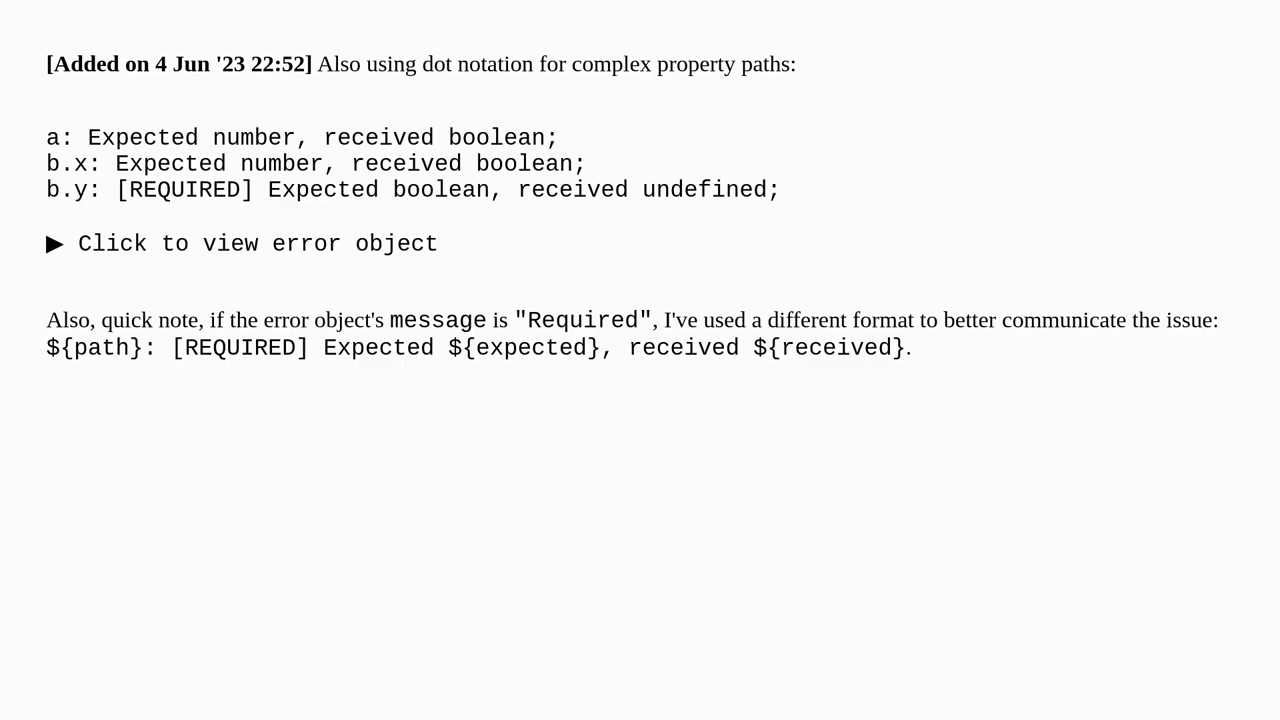 [Added on 4 Jun '23 22:52] Also using dot notation for complex property paths:
a: Expected number, received boolean;
b.x: Expected number, received boolean;
b.y: [REQUIRED] Expected boolean, received undefined;
▶ Click to view error object
Also, quick note, if the error object's message is "Required", I've used a different format to better communicate the issue:
${path}: [REQUIRED] Expected ${expected}, received ${received}.